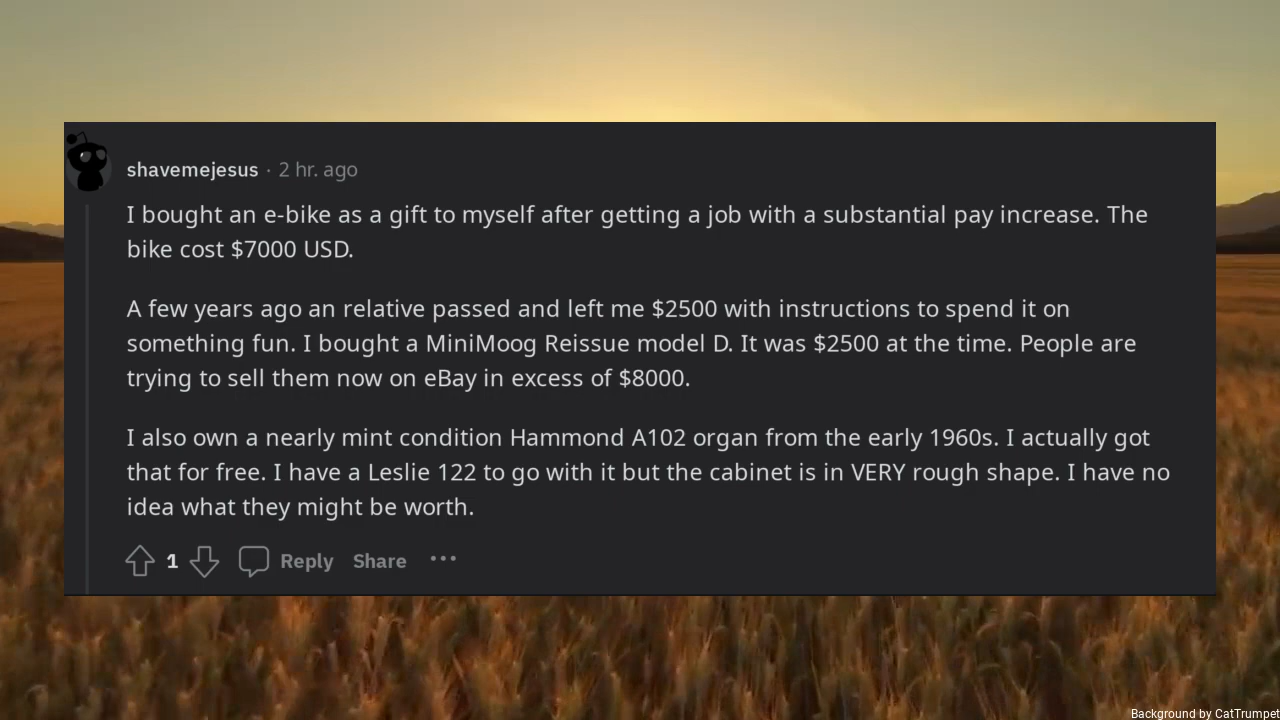 shavemejesus · 2 hr. ago
I bought an e-bike as a gift to myself after getting a job with a substantial pay increase. The
bike cost $7000 USD.
A few years ago an relative passed and left me $2500 with instructions to spend it on
something fun. I bought a MiniMoog Reissue model D. It was $2500 at the time. People are
trying to sell them now on eBay in excess of $8000.
I also own a nearly mint condition Hammond A102 organ from the early 1960s. I actually got
that for free. I have a Leslie 122 to go with it but the cabinet is in VERY rough shape. I have no
idea what they might be worth.
1 Reply Share ···
Background by CatTrumpet